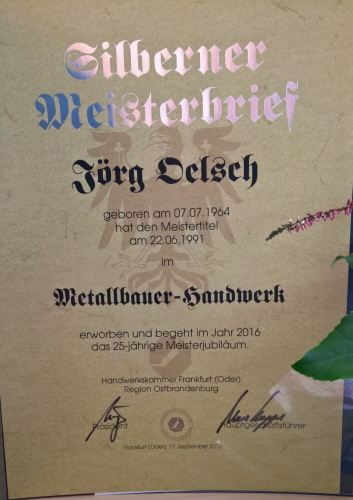 Silberner
Meisterbrief
Jörg Oelsch
geboren am 07.07.1964
hat den Meistertitel
am 22.06.1991
im
Metallbauer-Handwerk
erworben und begeht im Jahr 2016
das 25-jährige Meisterjubiläum.
Handwerkskammer Frankfurt (Oder)
Region Ostbrandenburg
Präsident
Hauptgeschäftsführer
Frankfurt (Oder), 17. September 2016